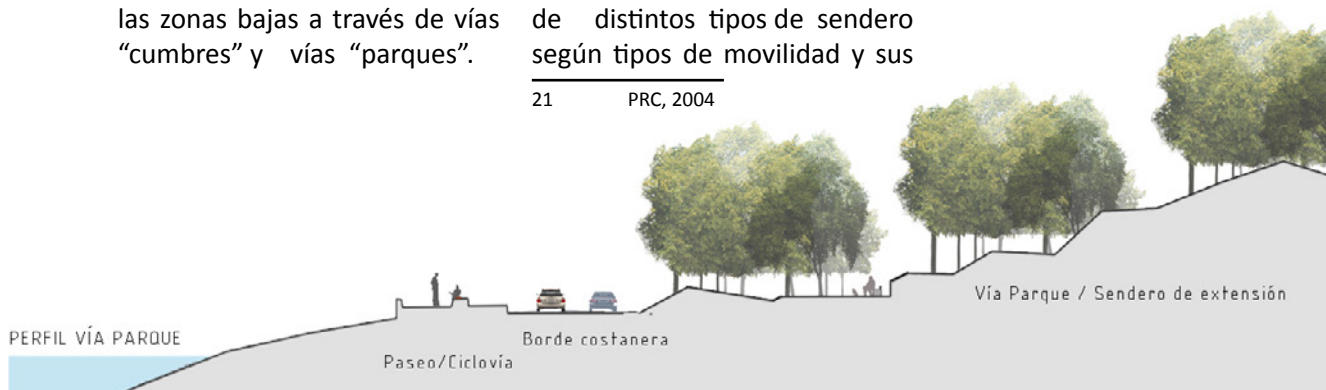 las zonas bajas a través de vías
“cumbres” y vías “parques”.
de distintos tipos de sendero
según tipos de movilidad y sus
21 PRC, 2004
Vía Parque / Sendero de extensión
PERFIL VÍA PARQUE
Borde costanera
Paseo/Ciclovía